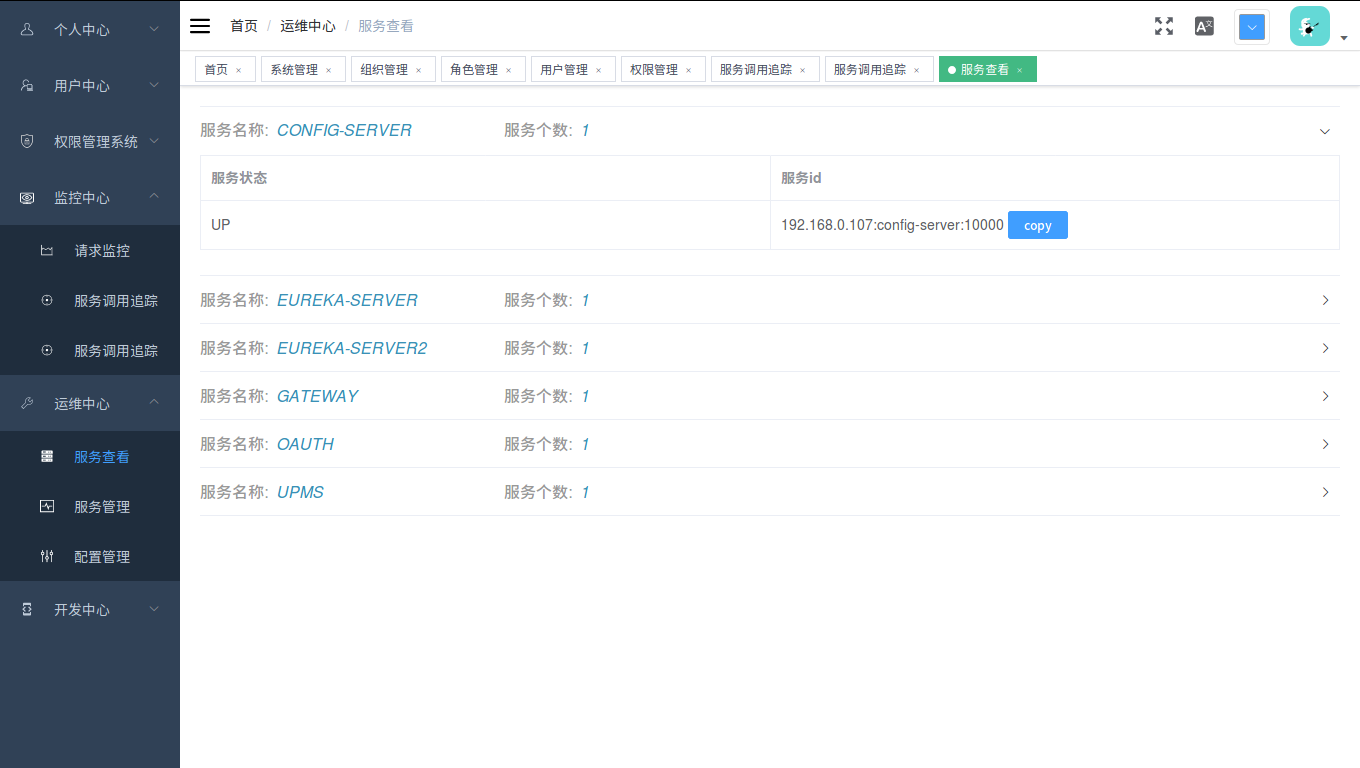 个人中心
用户中心
权限管理系统
监控中心
请求监控
服务调用追踪
服务调用追踪
运维中心
服务查看
服务管理
配置管理
开发中心
首页 / 运维中心 / 服务查看
首页 × 系统管理 × 组织管理 × 角色管理 × 用户管理 × 权限管理 × 服务调用追踪 × 服务调用追踪 × 服务查看 ×
服务名称: CONFIG-SERVER 服务个数: 1
服务状态 服务id
UP 192.168.0.107:config-server:10000 copy
服务名称: EUREKA-SERVER 服务个数: 1
服务名称: EUREKA-SERVER2 服务个数: 1
服务名称: GATEWAY 服务个数: 1
服务名称: OAUTH 服务个数: 1
服务名称: UPMS 服务个数: 1